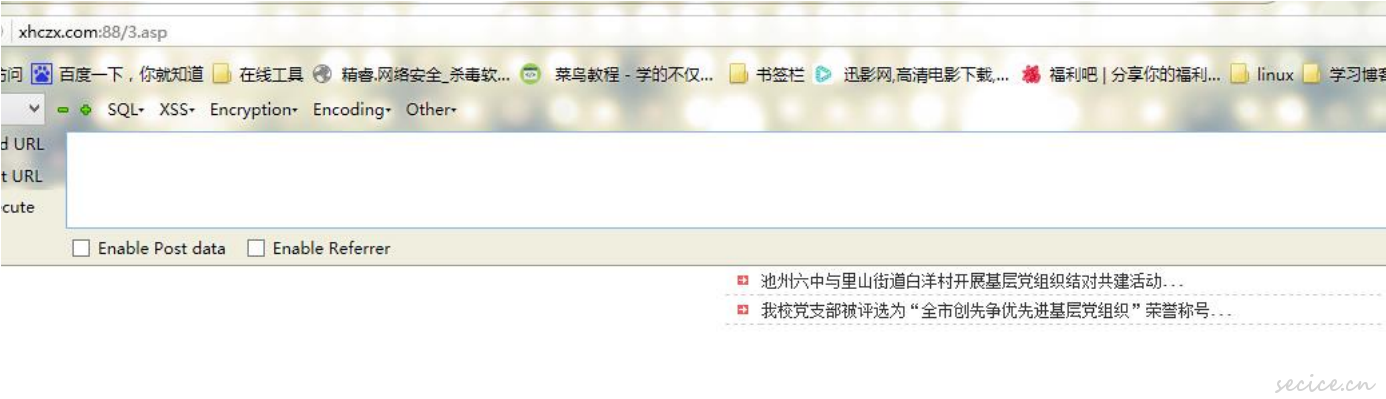 xhczx.com:88/3.asp
访问 百度一下，你就知道 在线工具 精睿.网络安全_杀毒软... 菜鸟教程 - 学的不仅... 书签栏 迅影网,高清电影下载,... 福利吧 | 分享你的福利... linux 学习博客
SQL XSS Encryption Encoding Other
d URL
t URL
cute
Enable Post data Enable Referrer
池州六中与里山街道白洋村开展基层党组织结对共建活动...
我校党支部被评选为“全市创先争优先进基层党组织”荣誉称号...
secice.cn